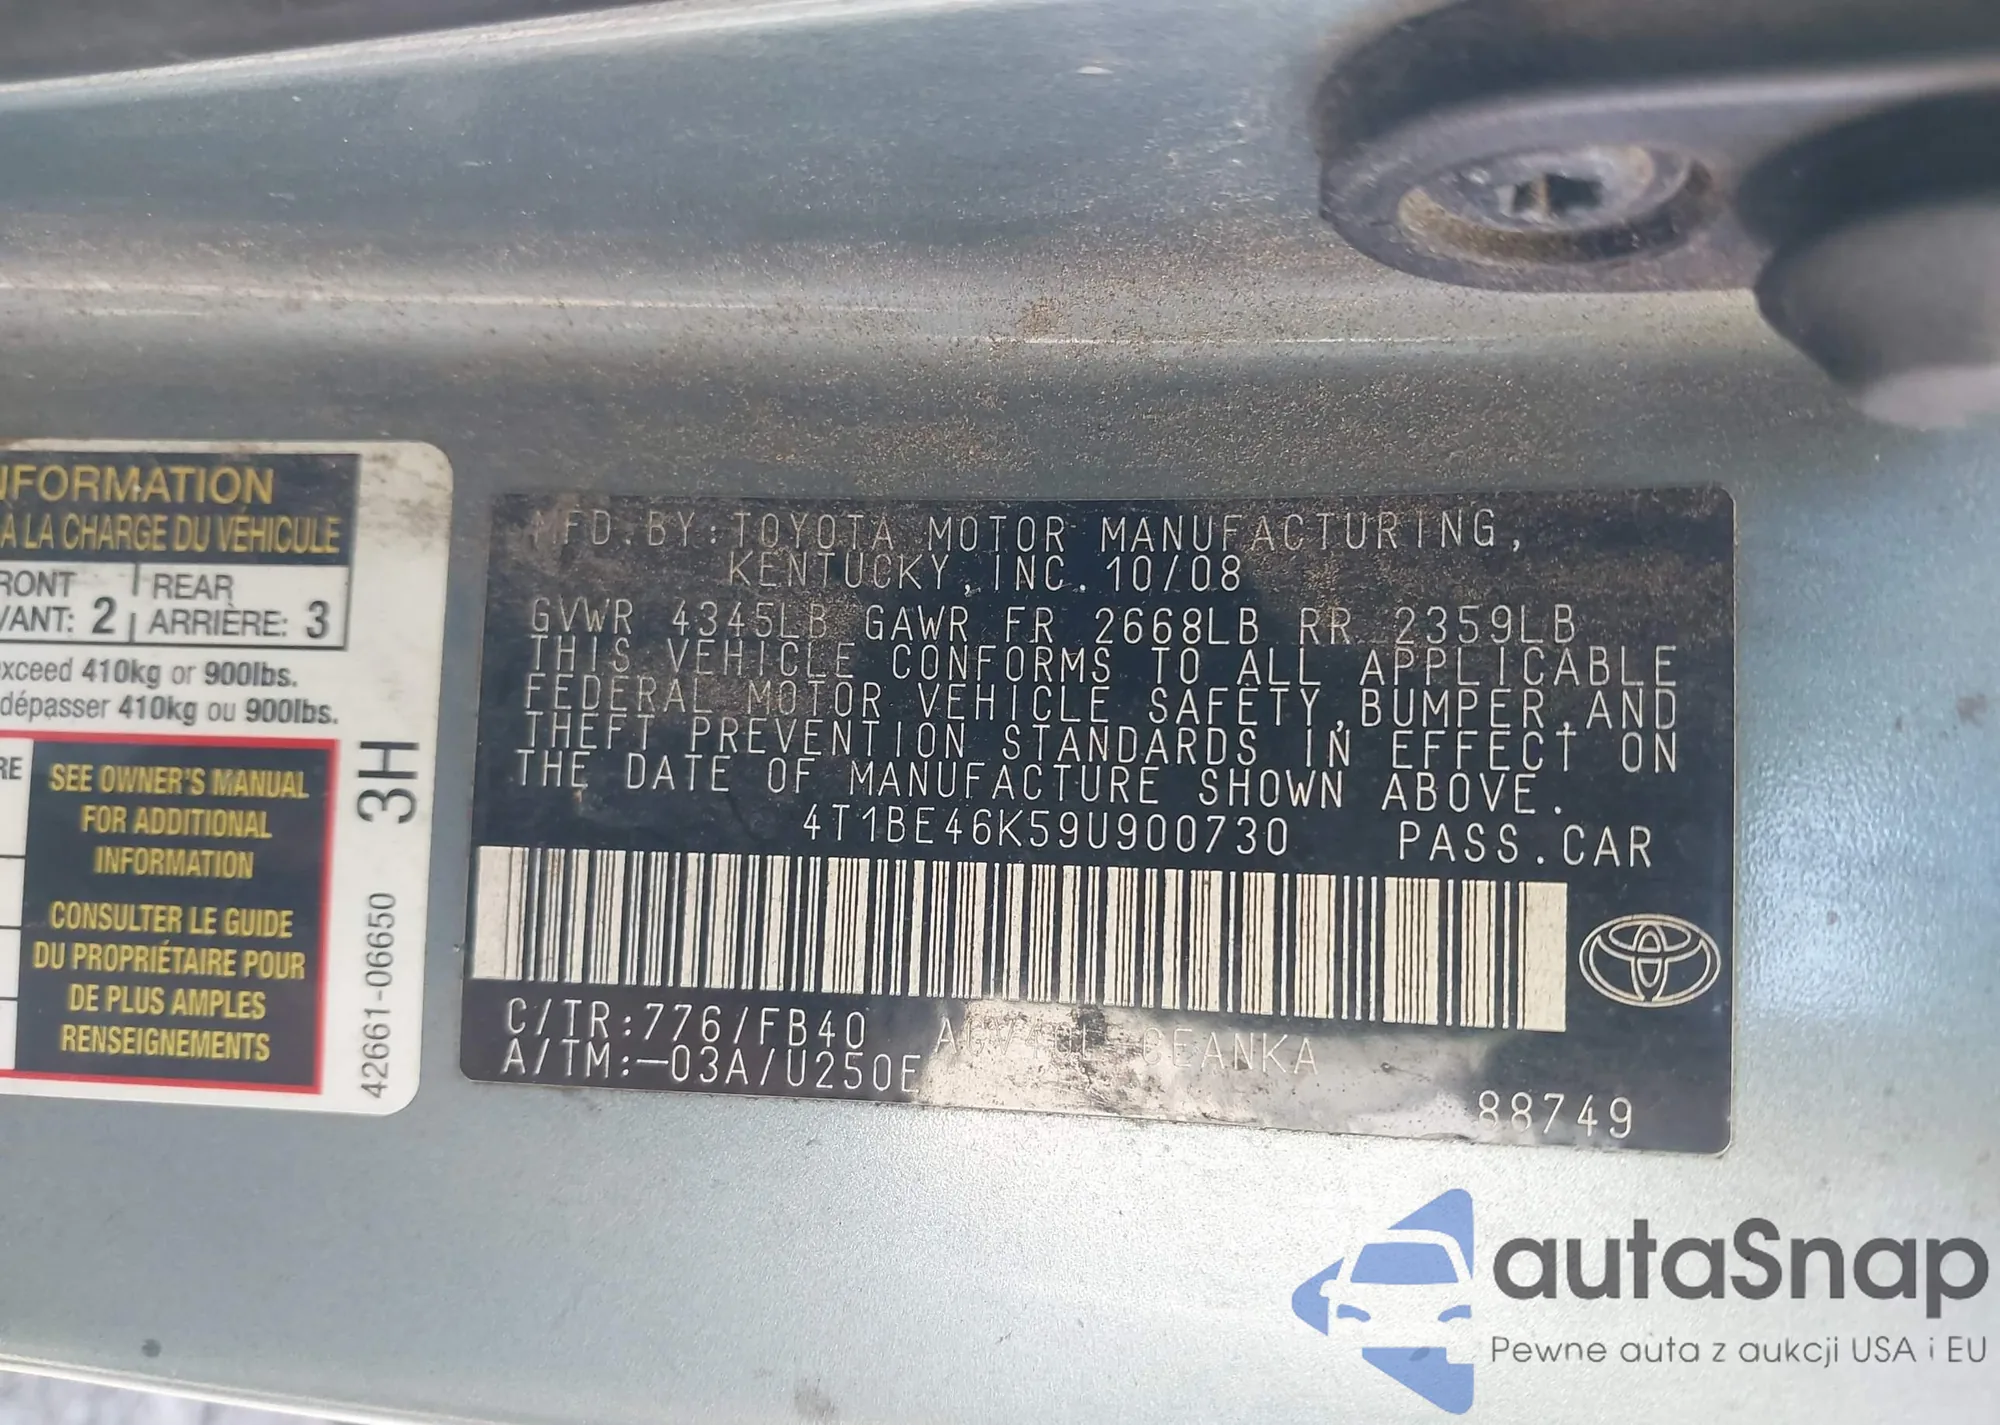 INFORMATION
À LA CHARGE DU VÉHICULE
REAR
2 ARRIÈRE: 3
410kg or 900lbs.
dépasser 410kg ou 900lbs.
SEE OWNER'S MANUAL
FOR ADDITIONAL
INFORMATION
CONSULTER LE GUIDE
DU PROPRIÉTAIRE POUR
DE PLUS AMPLES
RENSEIGNEMENTS
3H
42661-06650
MFD.BY:TOYOTA MOTOR MANUFACTURING,
KENTUCKY,INC.10/08
GVWR 4345LB GAWR FR 2668LB RR 2359LB
THIS VEHICLE CONFORMS TO ALL APPLICABLE
FEDERAL MOTOR VEHICLE SAFETY,BUMPER,AND
THEFT PREVENTION STANDARDS IN EFFECT ON
THE DATE OF MANUFACTURE SHOWN ABOVE.
4T1BE46K59U900730 PASS.CAR
C/TR:776/FB40
A/TM:-03A/U250E
88749
autaSnap
Pewne auta z aukcji USA i EU